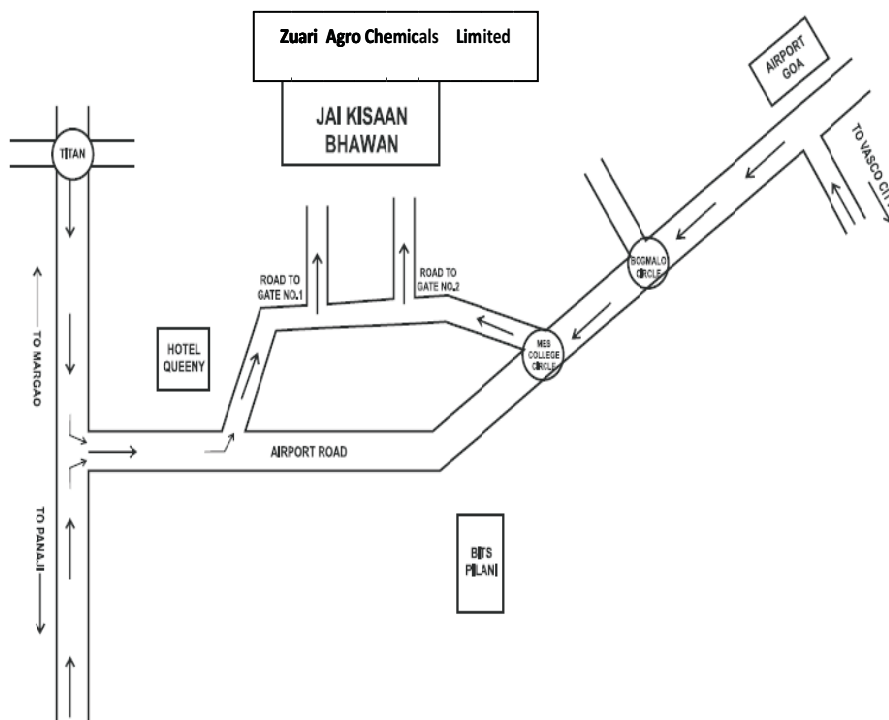 Zuari Agro Chemicals Limited
JAI KISAAN
BHAWAN
AIRPORT
GOA
TITAN
TO VASCO CITY
BOGMALO
CIRCLE
ROAD TO
GATE NO.1
ROAD TO
GATE NO.2
TO MARGAO
HOTEL
QUEENY
MES
COLLEGE
CIRCLE
AIRPORT ROAD
TO PANAJI
BITS
PILANI